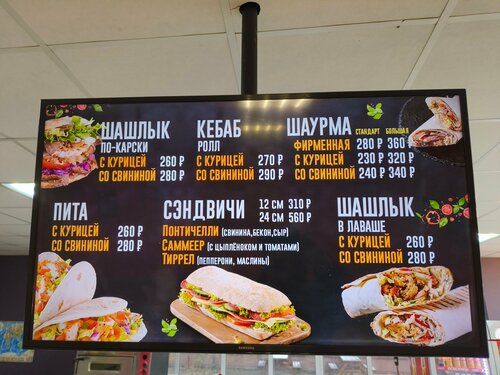 ШАШЛЫК
ПО-КАРСКИ
С КУРИЦЕЙ 260 ₽
СО СВИНИНОЙ 280 ₽
КЕБАБ
РОЛЛ
С КУРИЦЕЙ 270 ₽
СО СВИНИНОЙ 290 ₽
ШАУРМА СТАНДАРТ БОЛЬШАЯ
ФИРМЕННАЯ 280 ₽ 360 ₽
С КУРИЦЕЙ 230 ₽ 320 ₽
СО СВИНИНОЙ 240 ₽ 340 ₽
ПИТА
С КУРИЦЕЙ 260 ₽
СО СВИНИНОЙ 280 ₽
СЭНДВИЧИ 12 СМ 310 ₽
24 СМ 560 ₽
ПОНТИЧЕЛЛИ (СВИНИНА,БЕКОН,СЫР)
САММЕЕР (С ЦЫПЛЁНОКОМ И ТОМАТАМИ)
ТИРРЕЛ (ПЕППЕРОНИ, МАСЛИНЫ)
ШАШЛЫК
В ЛАВАШЕ
С КУРИЦЕЙ 260 ₽
СО СВИНИНОЙ 280 ₽
SAMSUNG